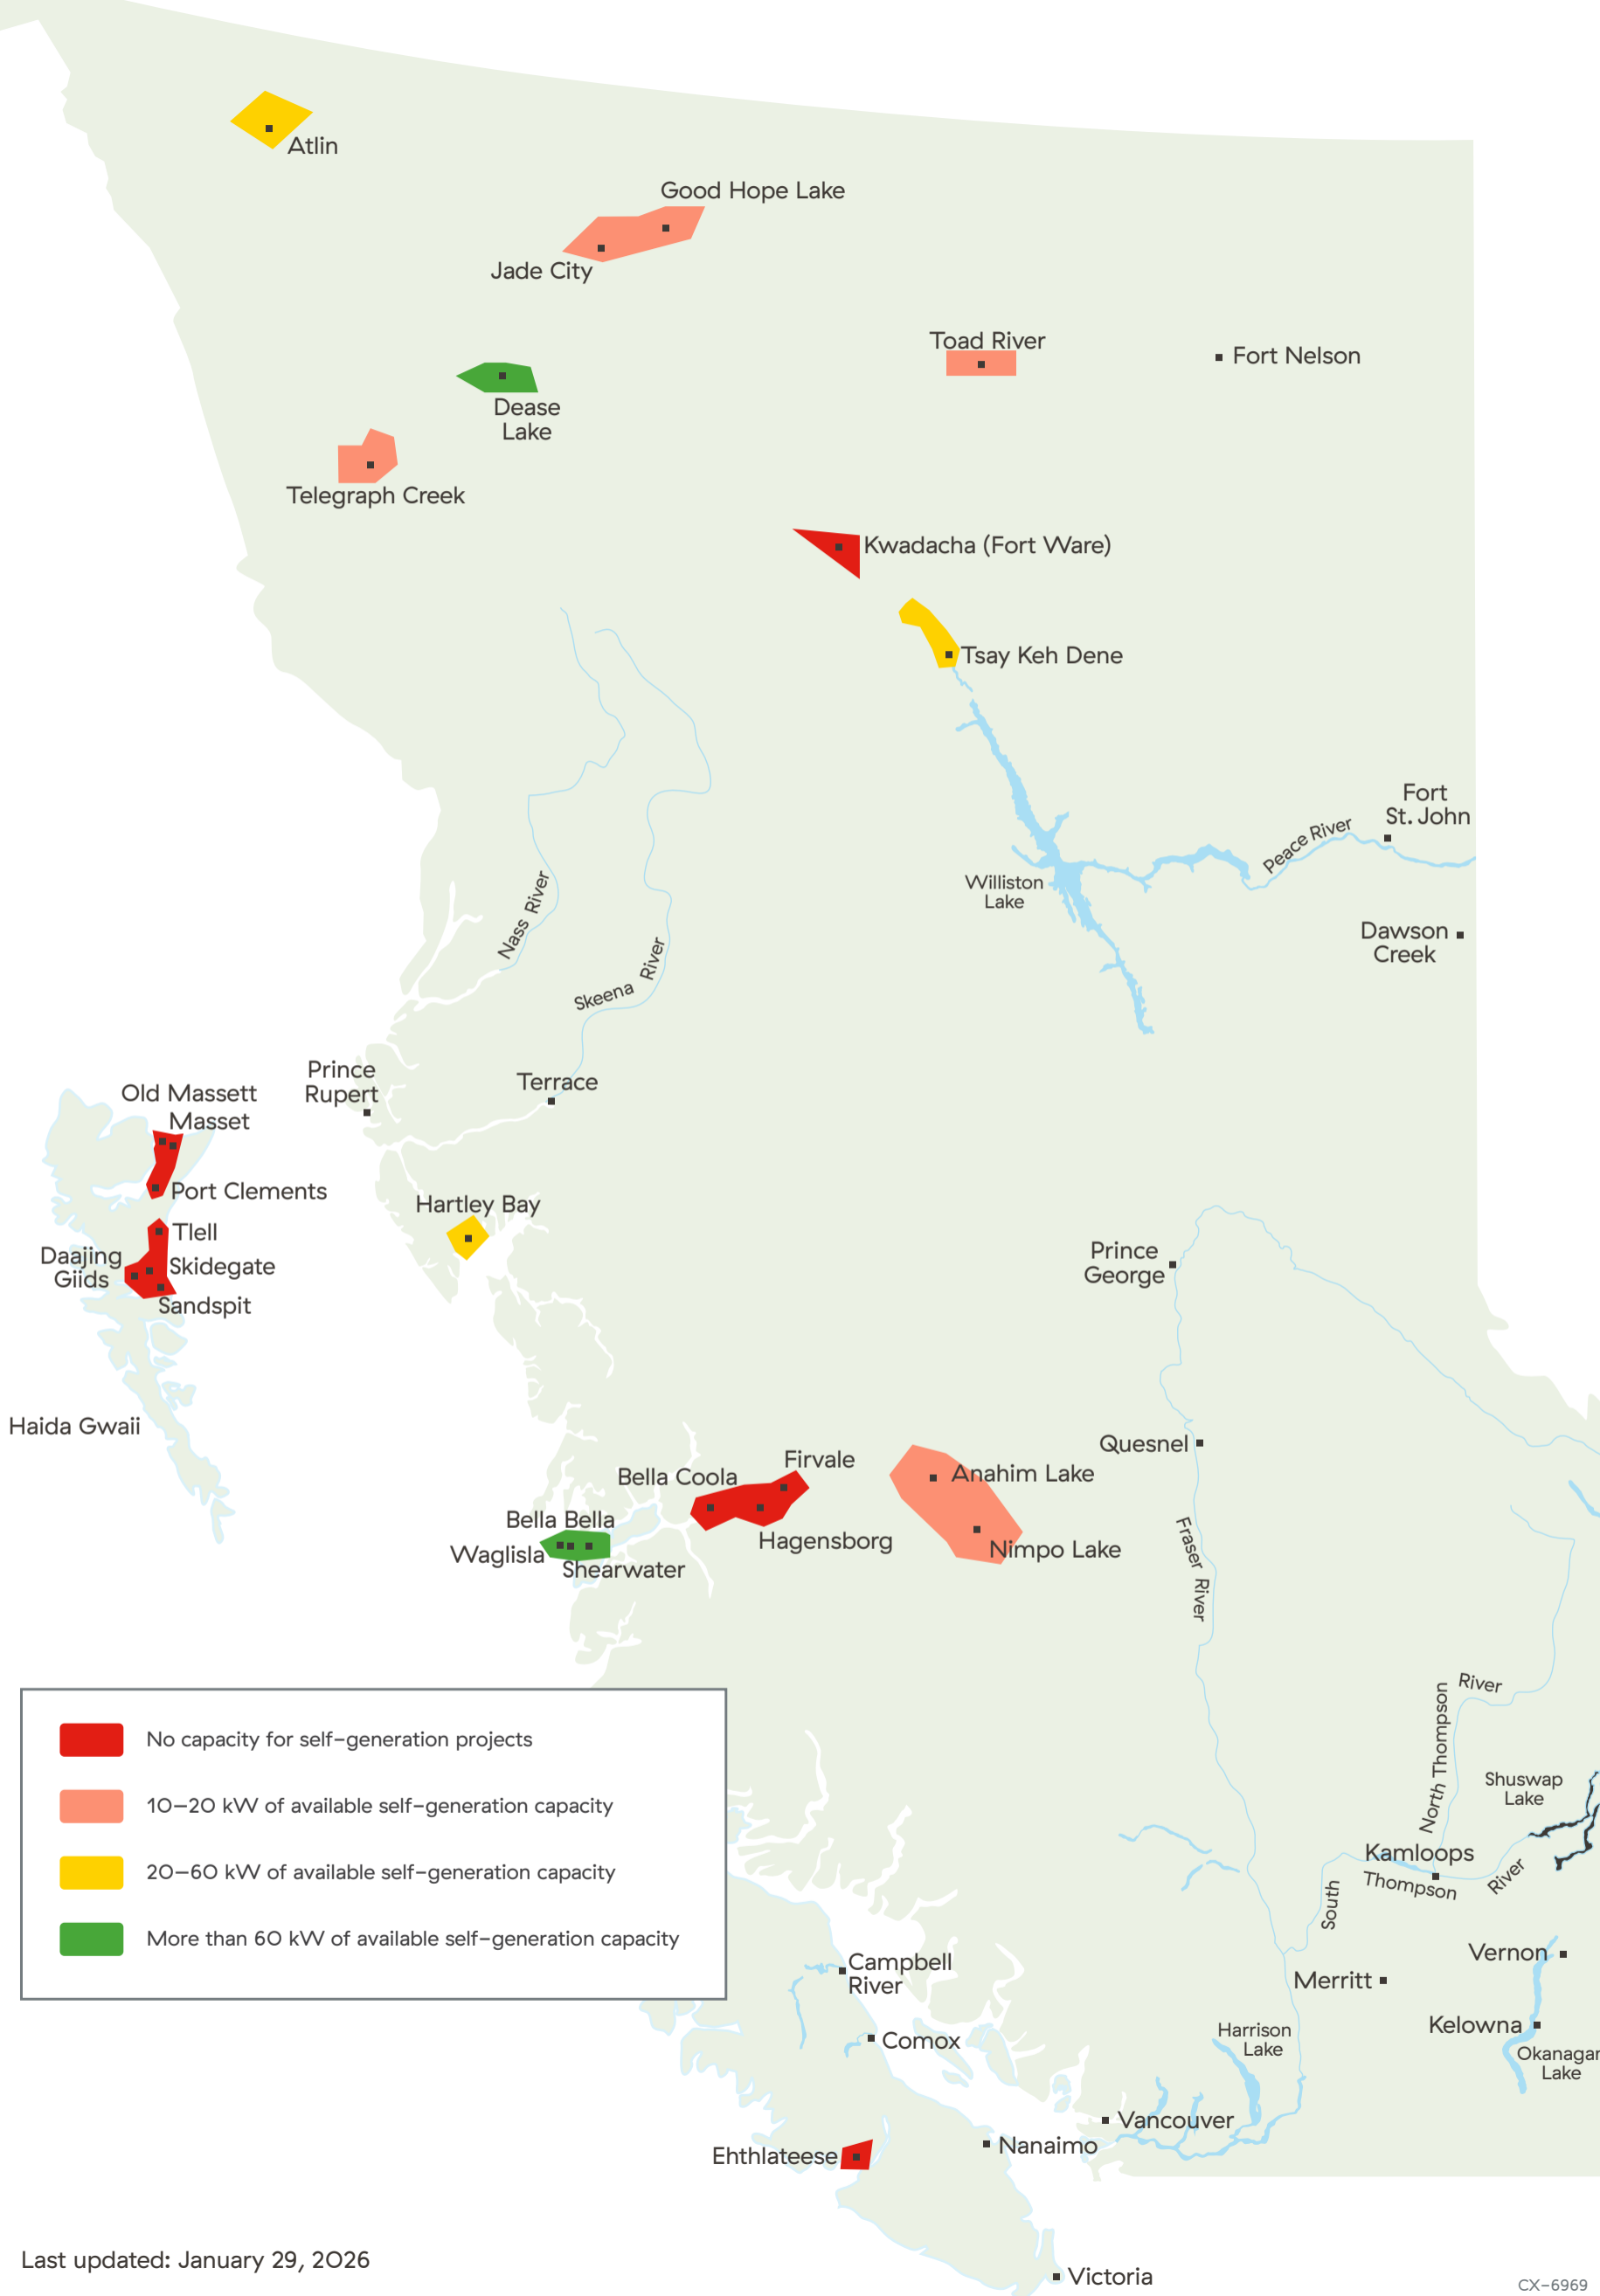 Atlin
Good Hope Lake
Jade City
Toad River
Fort Nelson
Dease
Lake
Telegraph Creek
Kwadacha (Fort Ware)
Tsay Keh Dene
Fort
St. John
Peace River
Williston
Lake
Nass River
Dawson
Creek
Skeena River
Prince
Rupert
Terrace
Old Massett
Masset
Port Clements
Hartley Bay
Tlell
Daajing
Giids
Skidegate
Sandspit
Prince
George
Haida Gwaii
Quesnel
Firvale
Bella Coola
Anahim Lake
Bella Bella
Hagensborg
Waglisla
Nimpo Lake
Shearwater
Fraser River
No capacity for self-generation projects
10–20 kW of available self-generation capacity
20–60 kW of available self-generation capacity
More than 60 kW of available self-generation capacity
North Thompson River
Shuswap
Lake
Kamloops
South Thompson River
Vernon
Campbell
River
Merritt
Kelowna
Comox
Harrison
Lake
Okanagan
Lake
Vancouver
Nanaimo
Ehthlateese
Last updated: January 29, 2026
Victoria
CX-6969